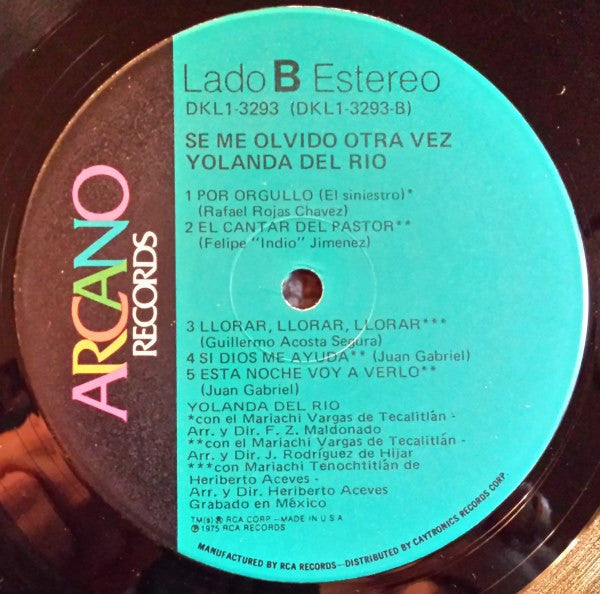 ARCANO
RECORDS
Lado B Estereo
DKL1-3293 (DKL1-3293-B)
SE ME OLVIDO OTRA VEZ
YOLANDA DEL RIO
1 POR ORGULLO (El siniestro)*
(Rafael Rojas Chavez)
2 EL CANTAR DEL PASTOR**
(Felipe "Indio" Jimenez)
3 LLORAR, LLORAR, LLORAR***
(Guillermo Acosta Segura)
4 SI DIOS ME AYUDA** (Juan Gabriel)
5 ESTA NOCHE VOY A VERLO**
(Juan Gabriel)
YOLANDA DEL RIO
*con el Mariachi Vargas de Tecalitlán -
Arr. y Dir. F. Z. Maldonado
**con el Mariachi Vargas de Tecalitlán -
Arr. y Dir. J. Rodríguez de Hijar
***con Mariachi Tenochtitlán de
Heriberto Aceves -
Arr. y Dir. Heriberto Aceves
Grabado en México
TM(s) ® RCA CORP.-MADE IN U S A
℗ 1975 RCA RECORDS
MANUFACTURED BY RCA RECORDS-DISTRIBUTED BY CAYTRONICS RECORDS CORP.